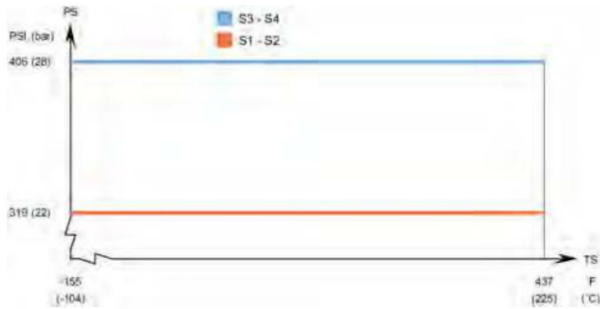 PS
PSI (bar)
S3 - S4
S1 - S2
406 (28)
319 (22)
TS
-155
437
F
(-104)
(225)
(°C)